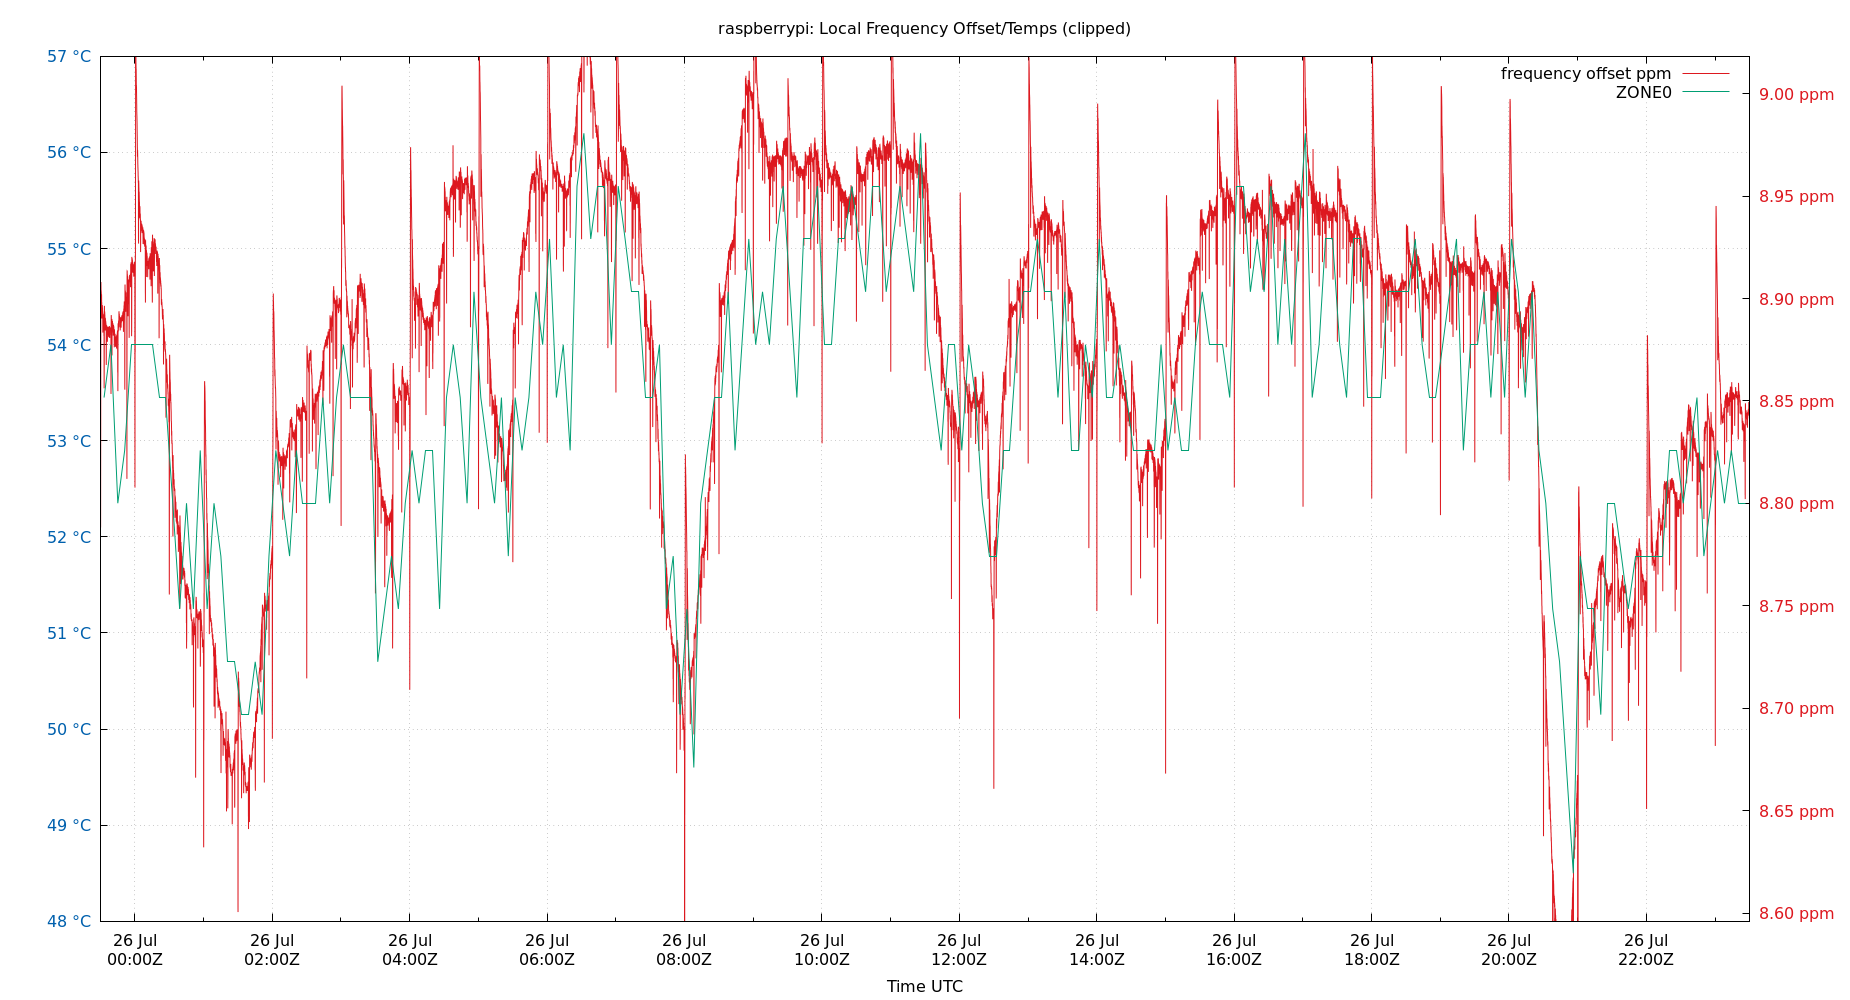 raspberrypi: Local Frequency Offset/Temps (clipped)
57 °C
56 °C
55 °C
54 °C
53 °C
52 °C
51 °C
50 °C
49 °C
48 °C
frequency offset ppm
ZONE0
9.00 ppm
8.95 ppm
8.90 ppm
8.85 ppm
8.80 ppm
8.75 ppm
8.70 ppm
8.65 ppm
8.60 ppm
26 Jul 26 Jul 26 Jul 26 Jul 26 Jul 26 Jul 26 Jul 26 Jul 26 Jul 26 Jul 26 Jul 26 Jul
00:00Z 02:00Z 04:00Z 06:00Z 08:00Z 10:00Z 12:00Z 14:00Z 16:00Z 18:00Z 20:00Z 22:00Z
Time UTC